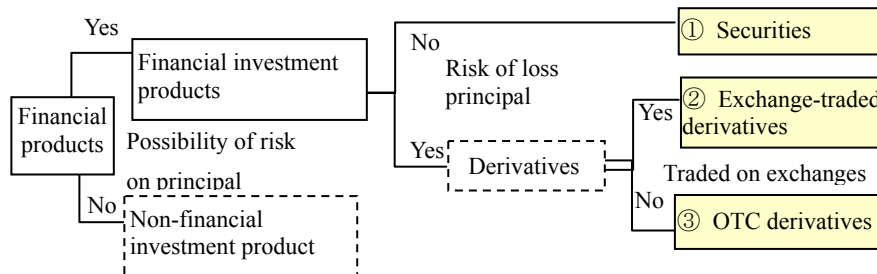 Yes
Financial investment
products
Financial
products
Possibility of risk
on principal
No
Non-financial
investment product
No
Risk of loss
principal
Yes
Derivatives
① Securities
Yes
② Exchange-traded
derivatives
Traded on exchanges
No
③ OTC derivatives